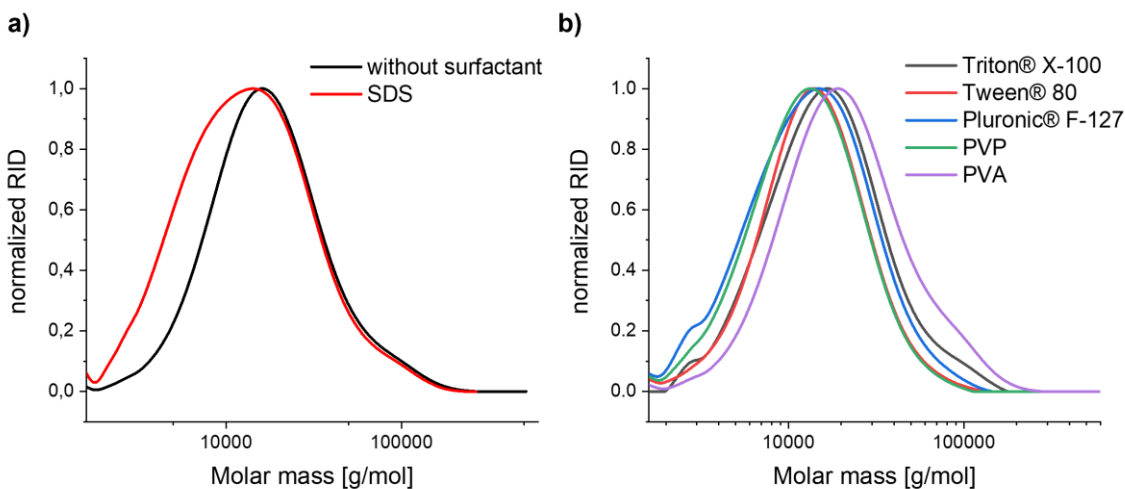 a)
without surfactant
SDS
1,0
0,8
0,6
0,4
0,2
0,0
normalized RID
10000
100000
Molar mass [g/mol]
b)
Triton® X-100
Tween® 80
Pluronic® F-127
PVP
PVA
1,0
0,8
0,6
0,4
0,2
0,0
normalized RID
10000
100000
Molar mass [g/mol]